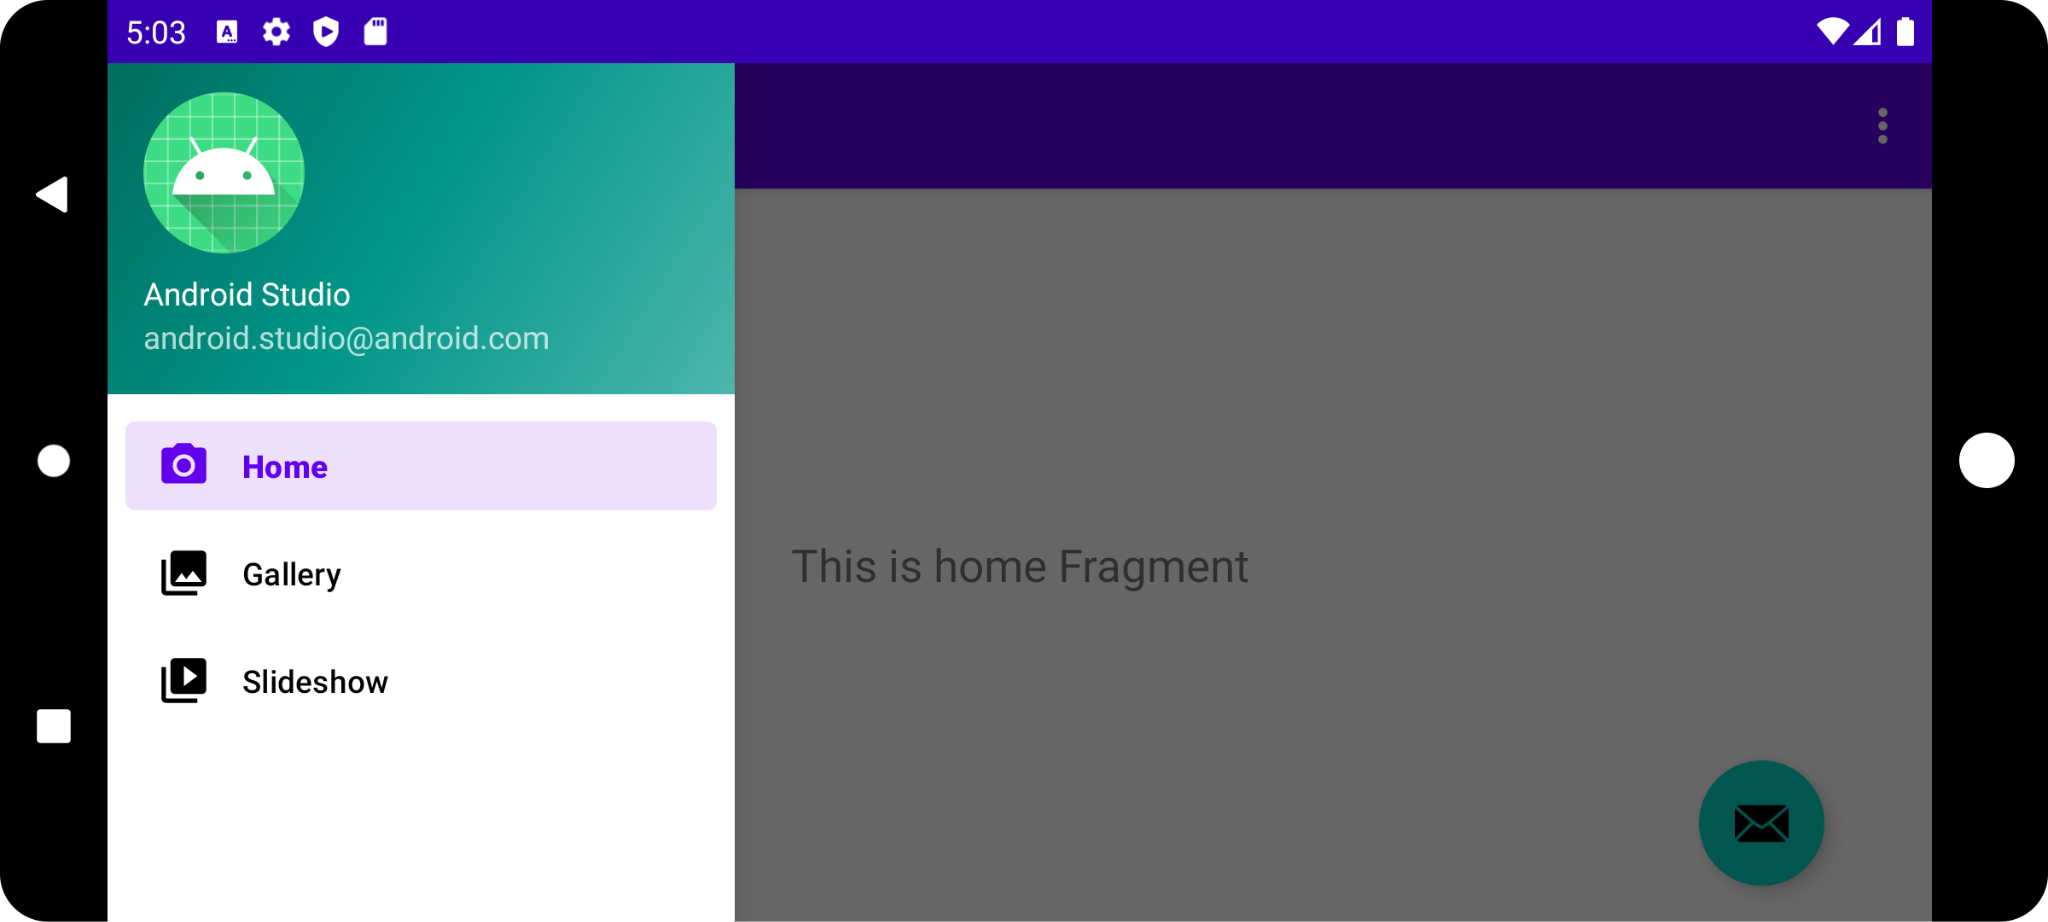 5:03
Android Studio
android.studio@android.com
Home
Gallery
Slideshow
This is home Fragment